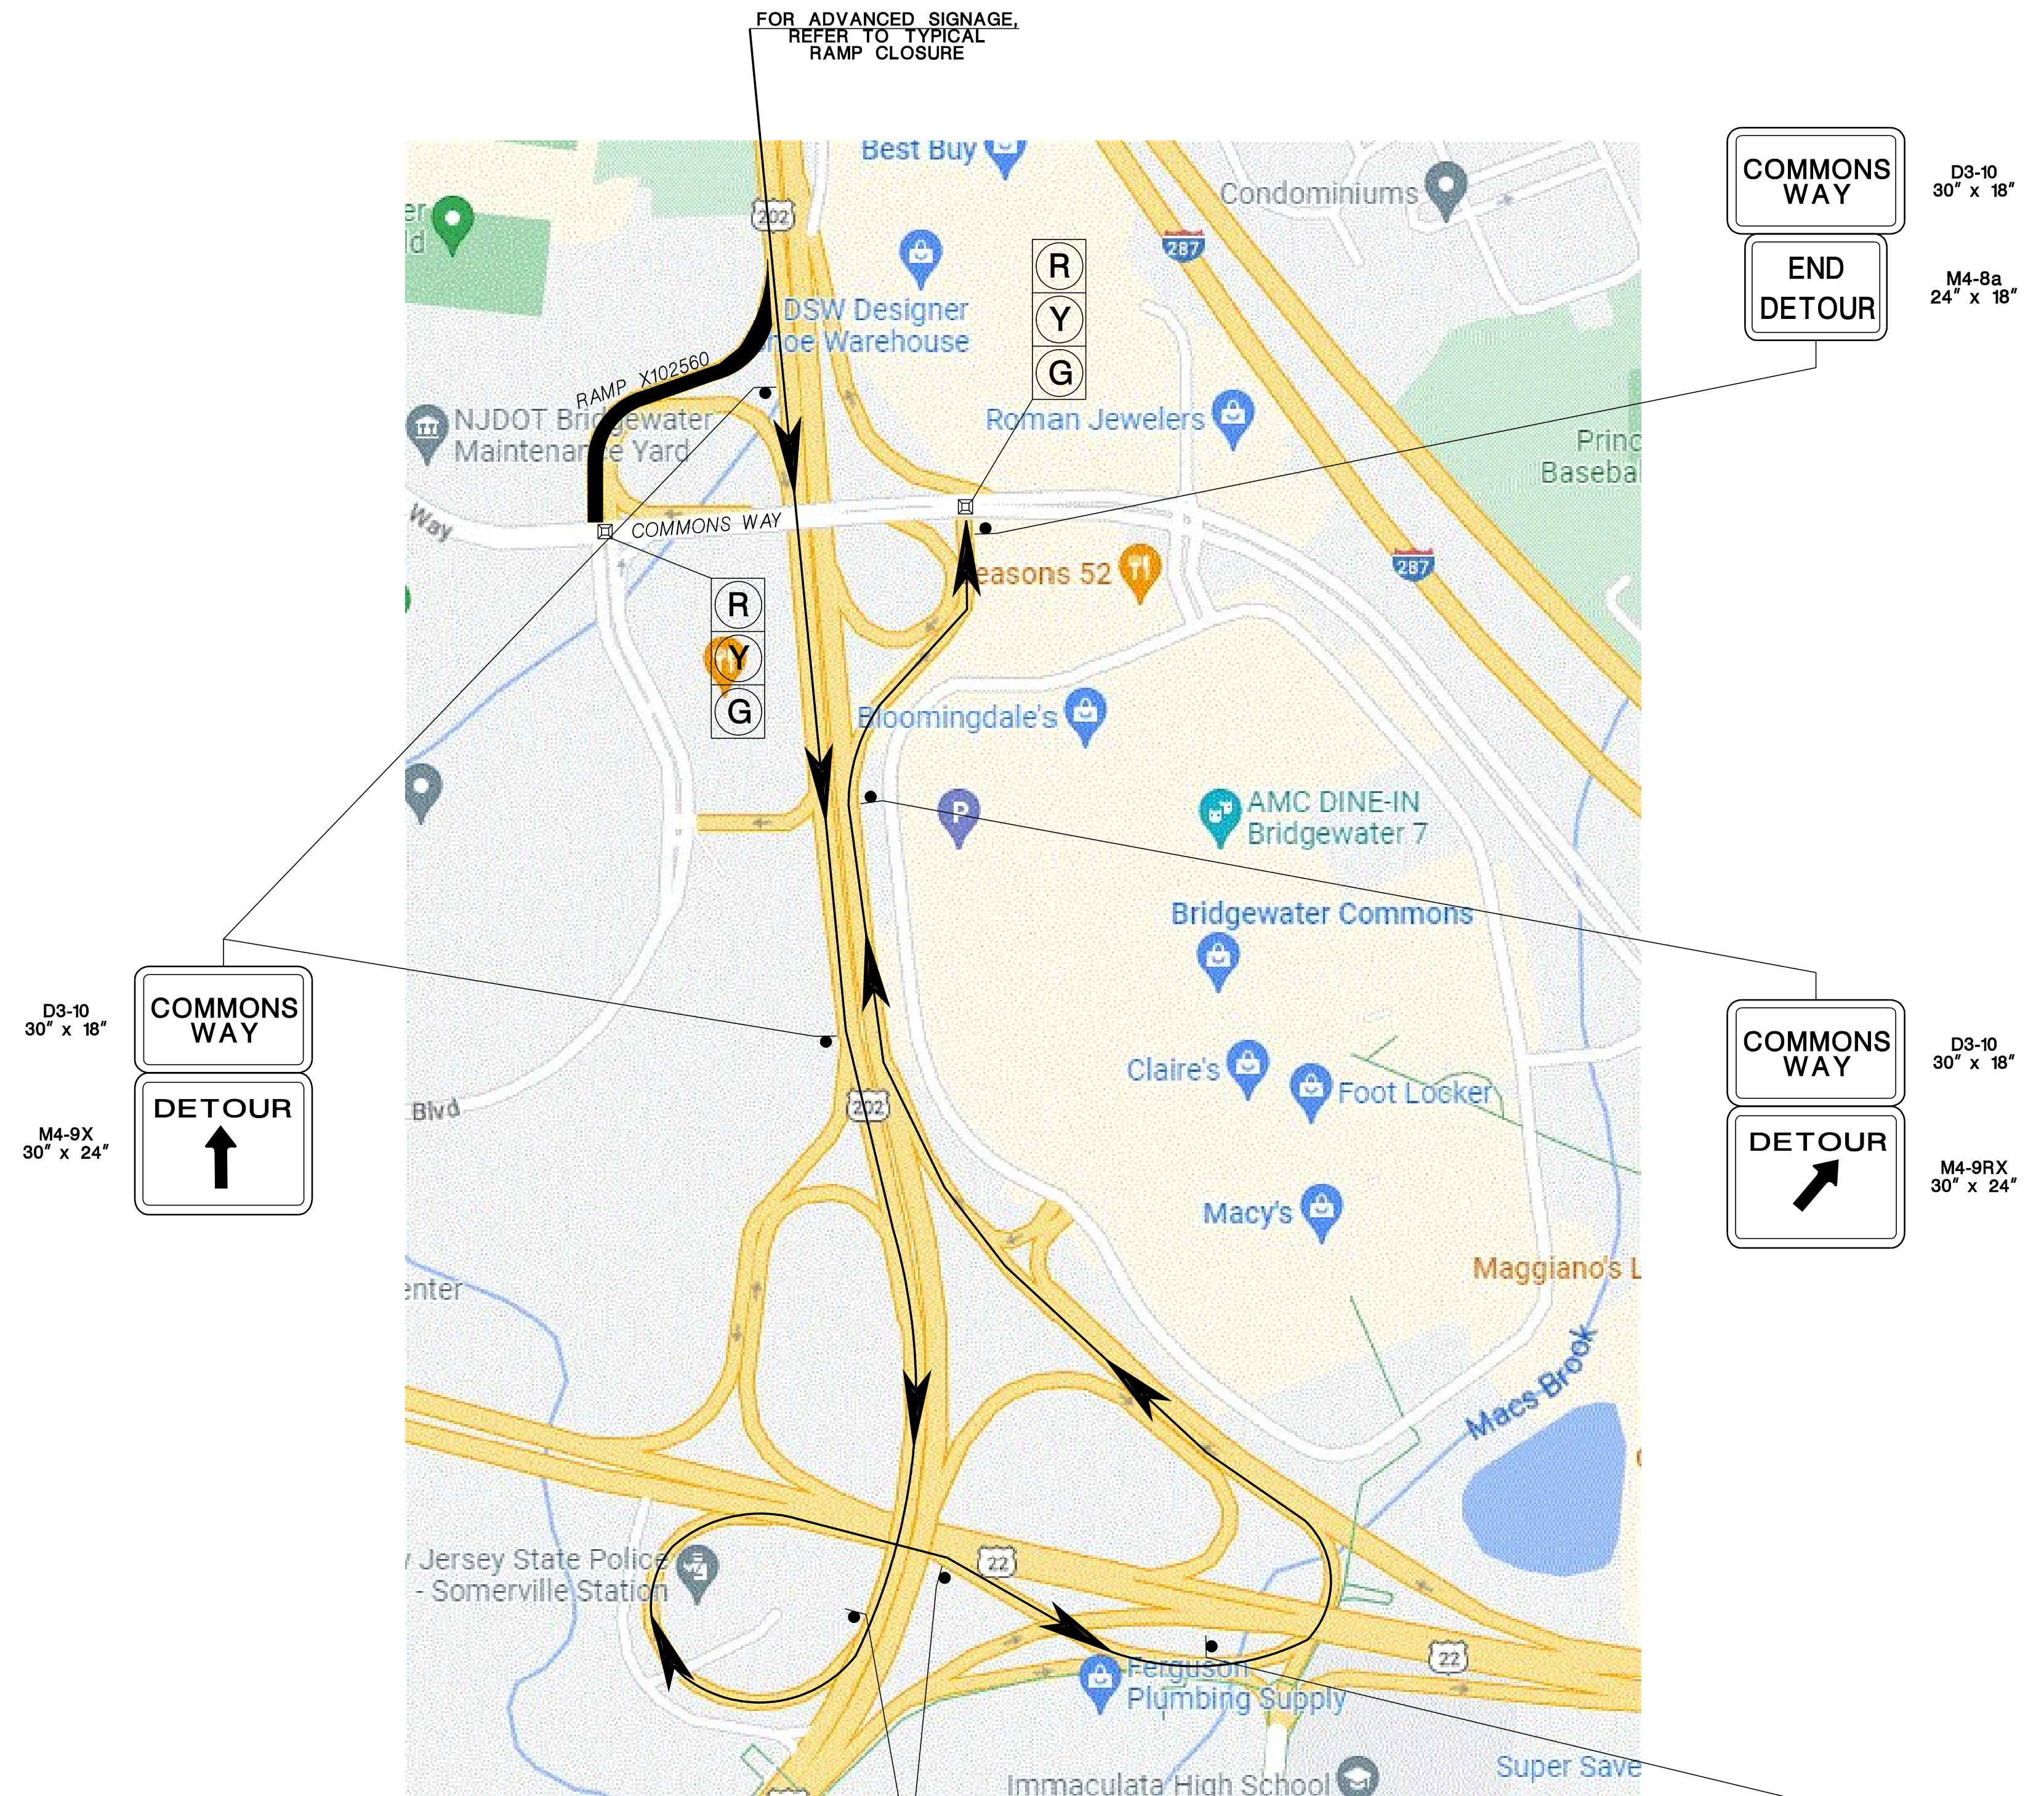 FOR ADVANCED SIGNAGE,
REFER TO TYPICAL
RAMP CLOSURE
Best Buy
Condominiums
COMMONS
WAY
D3-10
30" x 18"
END
DETOUR
M4-8a
24" x 18"
er
ld
202
287
R
Y
G
DSW Designer
hoe Warehouse
RAMP X102560
NJDOT Bridgewater
Maintenance Yard
Roman Jewelers
Princ
Basebal
Way
COMMONS WAY
easons 52
287
R
Y
G
Bloomingdale's
P
AMC DINE-IN
Bridgewater 7
Bridgewater Commons
COMMONS
WAY
D3-10
30" x 18"
DETOUR
M4-9X
30" x 24"
COMMONS
WAY
D3-10
30" x 18"
DETOUR
M4-9RX
30" x 24"
Claire's
Foot Locker
Blvd
202
Macy's
enter
Maggiano's L
Macs Brook
Jersey State Police
- Somerville Station
22
22
Ferguson
Plumbing Supply
Immaculata High School
Super Save